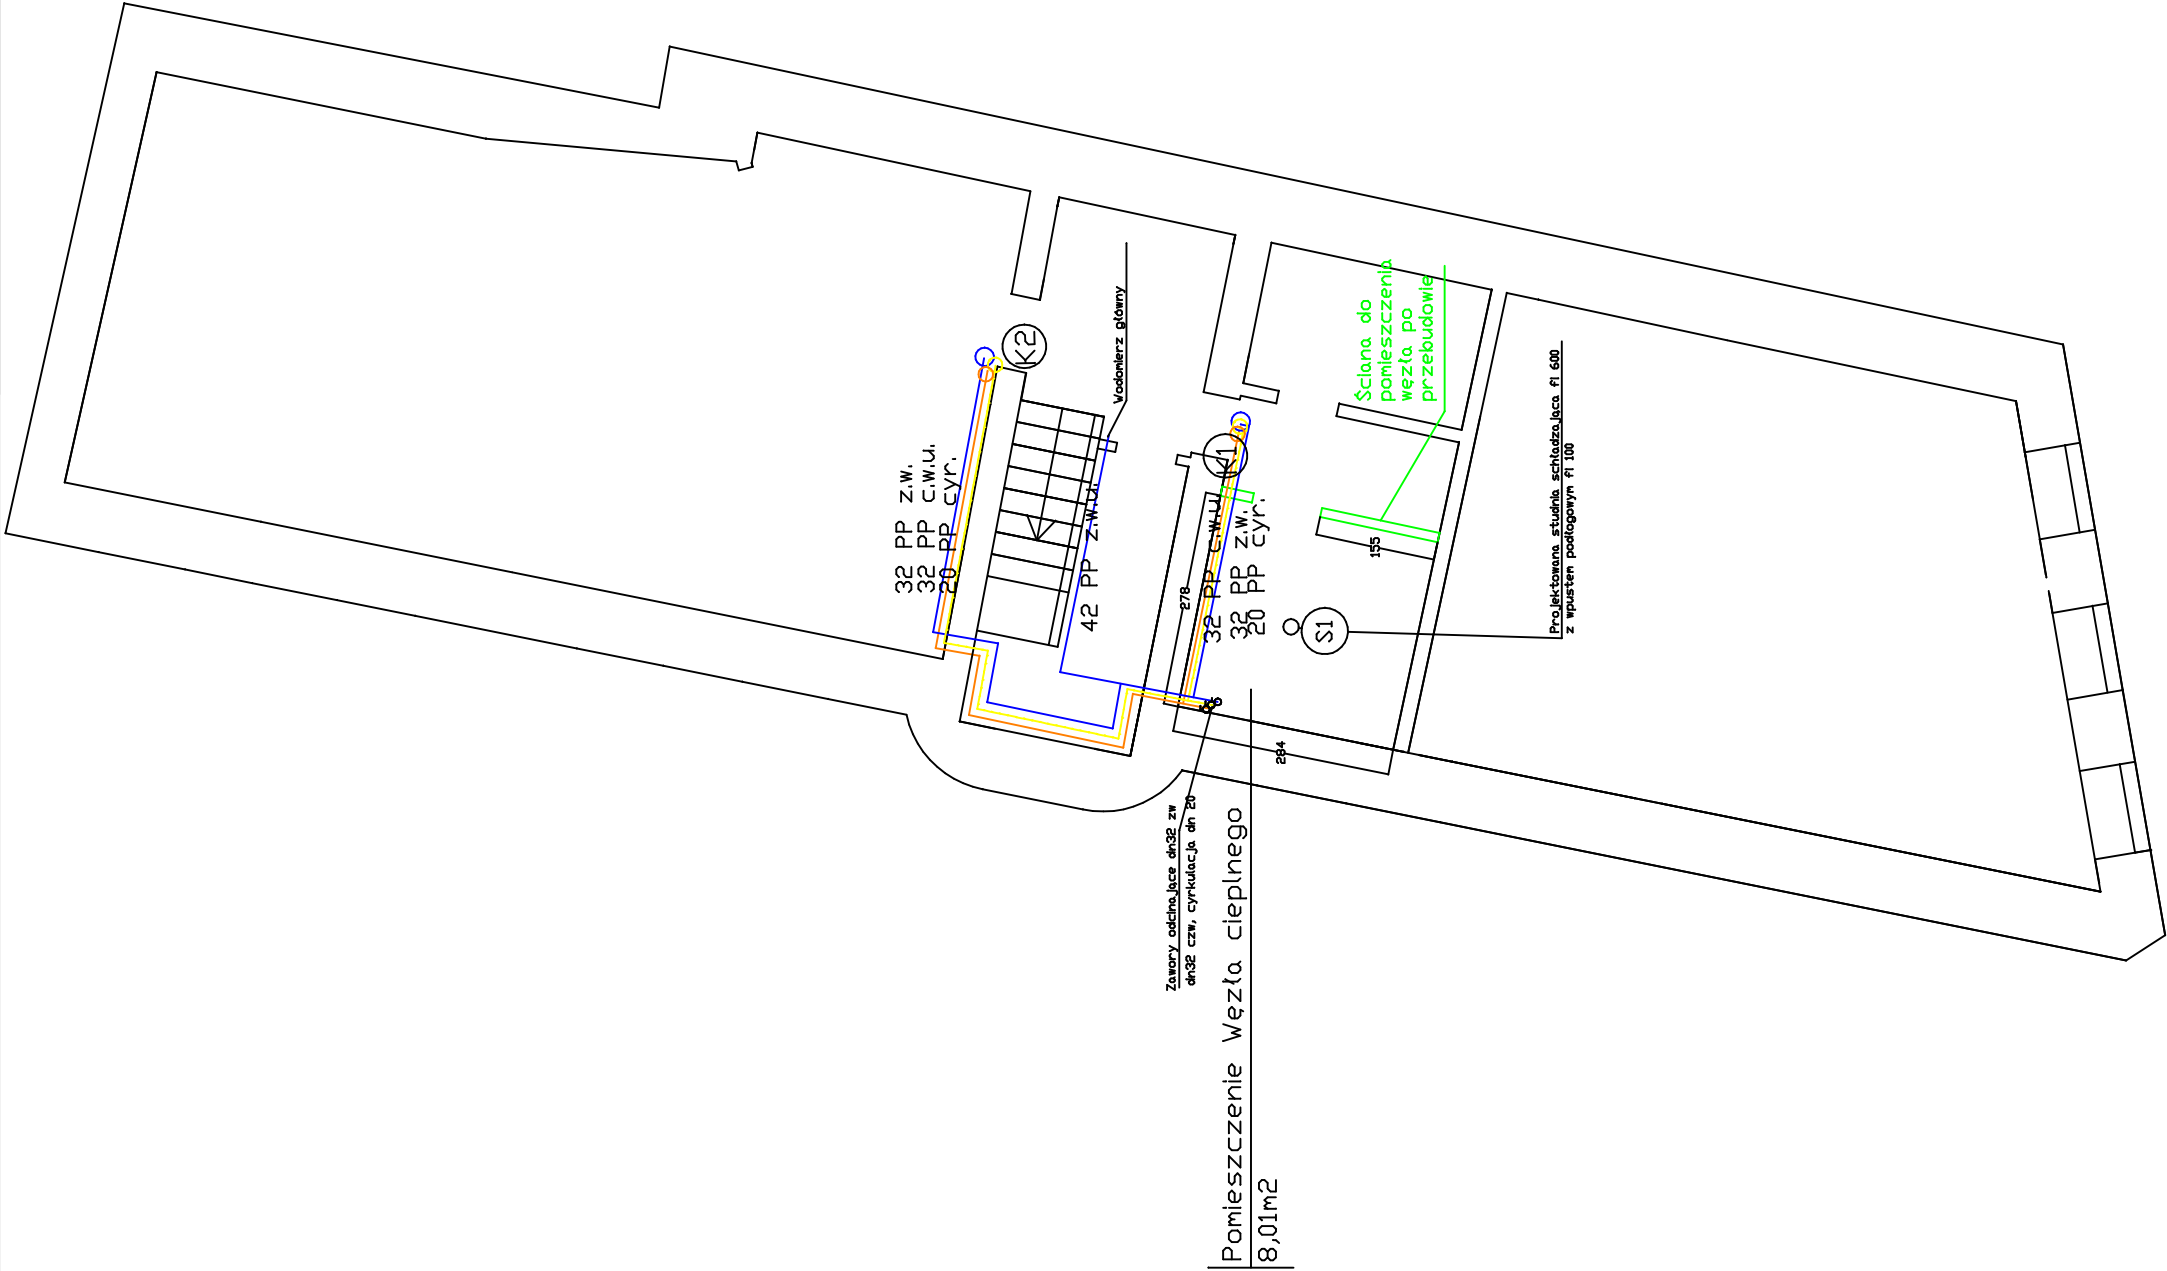 32 PP z.w.
32 PP c.w.u.
20 PP cyr.
K2
42 PP z.w.u.
Wodomierz główny
K1
278
32 PP c.w.u.
32 PP z.w.
20 PP cyr.
Ściana do
pomieszczenia
węzła po
przebudowie
155
S1
Projektowana studnia schładzająca fi 600
z wpustem podłogowym fi 100
284
Zawory odcinające dn32 zw
dn32 czw, cyrkulacja dn 20
Pomieszczenie Węzła cieplnego
8,01m2